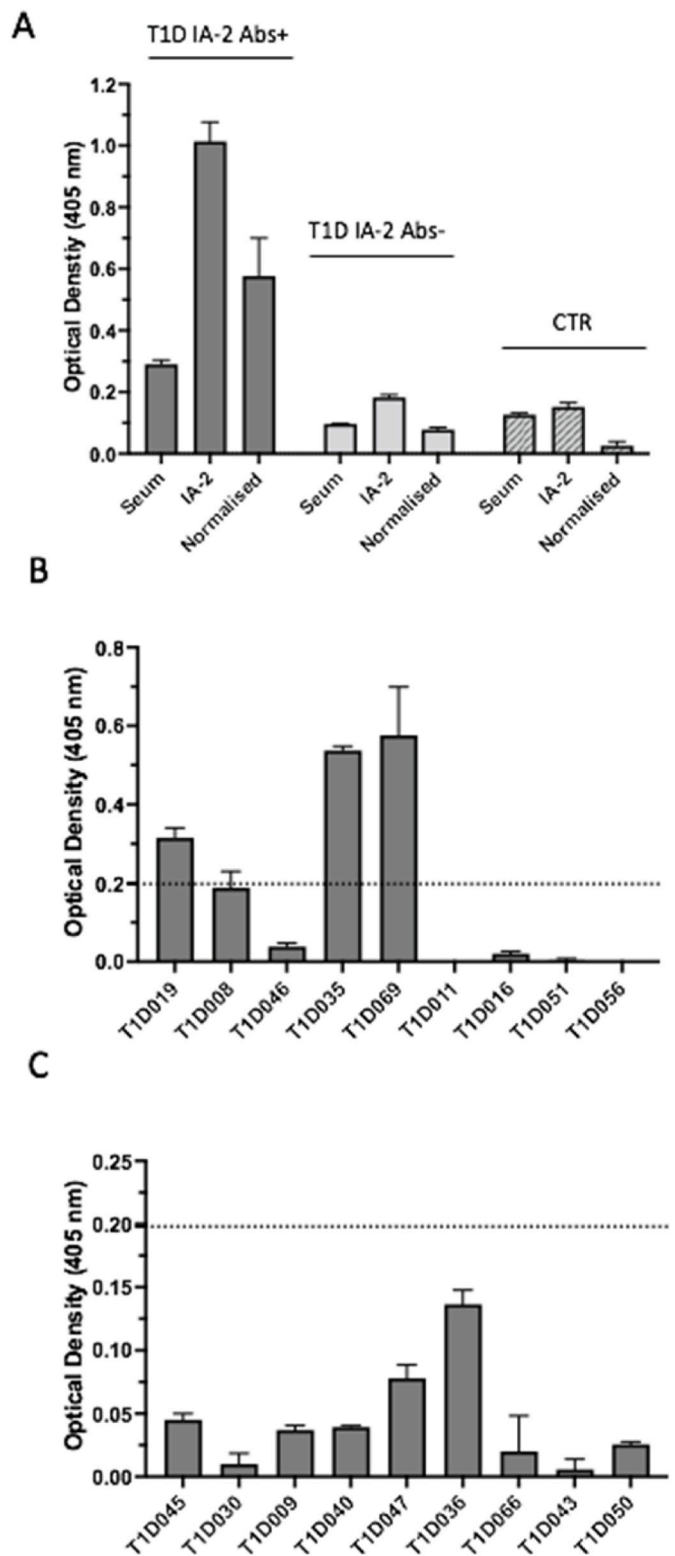 A
T1D IA-2 Abs+
T1D IA-2 Abs-
CTR
Optical Denstiy (405 nm)
1.2
1.0
0.8
0.6
0.4
0.2
0.0
Seum
IA-2
Normalised
Seum
IA-2
Normalised
Seum
IA-2
Normalised
B
Optical Density (405 nm)
0.8
0.6
0.4
0.2
0.0
T1D019
T1D008
T1D046
T1D035
T1D069
T1D011
T1D016
T1D051
T1D056
C
Optical Density (405 nm)
0.25
0.20
0.15
0.10
0.05
0.00
T1D045
T1D030
T1D009
T1D040
T1D047
T1D036
T1D066
T1D043
T1D050